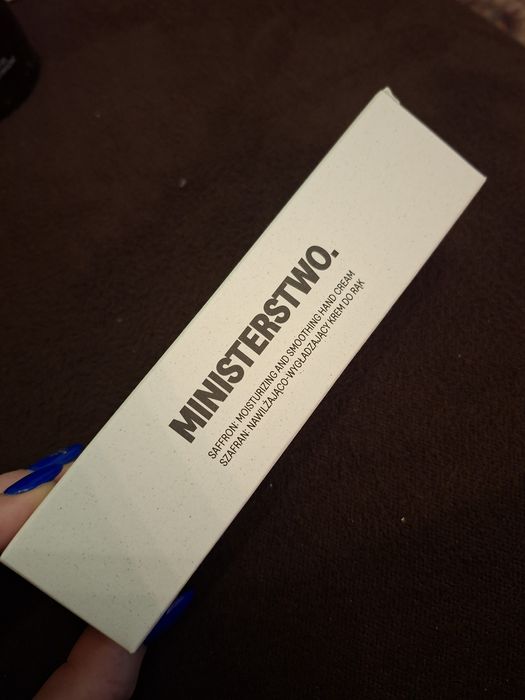 MINISTERSTWO.
SAFFRON: MOISTURIZING AND SMOOTHING HAND CREAM
SZAFRAN: NAWILŻAJĄCO-WYGŁADZAJĄCY KREM DO RĄK